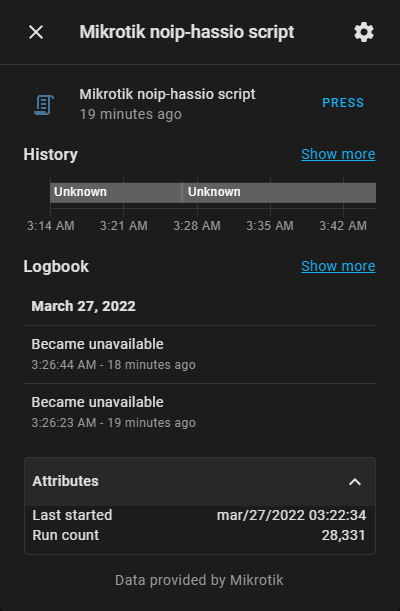 Mikrotik noip-hassio script
Mikrotik noip-hassio script
19 minutes ago
PRESS
History
Show more
Unknown
Unknown
3:14 AM
3:21 AM
3:28 AM
3:35 AM
3:42 AM
Logbook
Show more
March 27, 2022
Became unavailable
3:26:44 AM - 18 minutes ago
Became unavailable
3:26:23 AM - 19 minutes ago
Attributes
Last started mar/27/2022 03:22:34
Run count 28,331
Data provided by Mikrotik